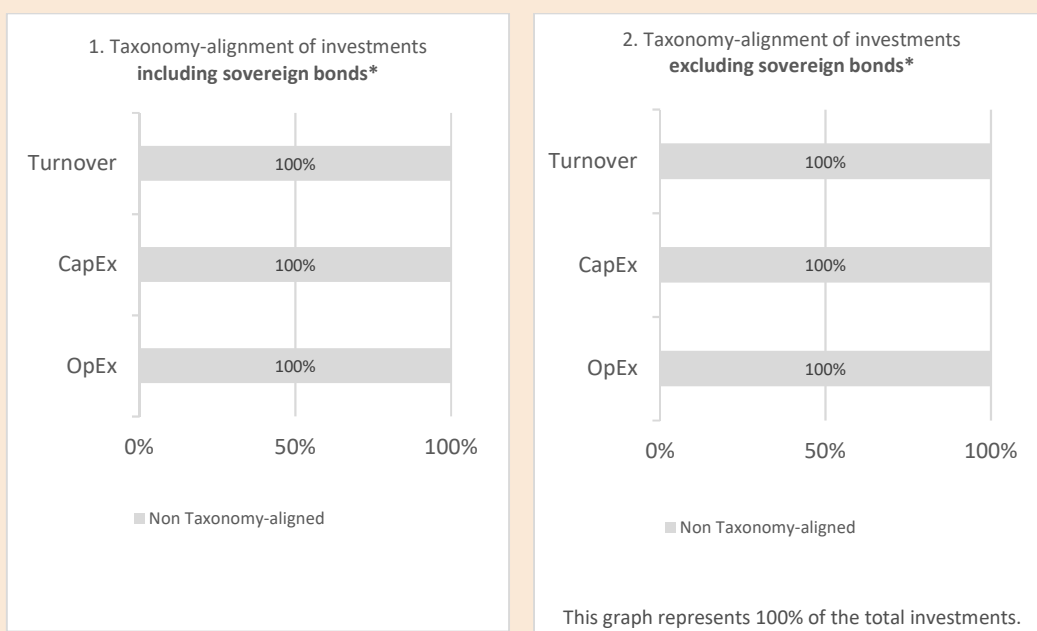 1. Taxonomy-alignment of investments
including sovereign bonds*
Turnover
100%
CapEx
100%
OpEx
100%
0%
50%
100%
Non Taxonomy-aligned
2. Taxonomy-alignment of investments
excluding sovereign bonds*
Turnover
100%
CapEx
100%
OpEx
100%
0%
50%
100%
Non Taxonomy-aligned
This graph represents 100% of the total investments.